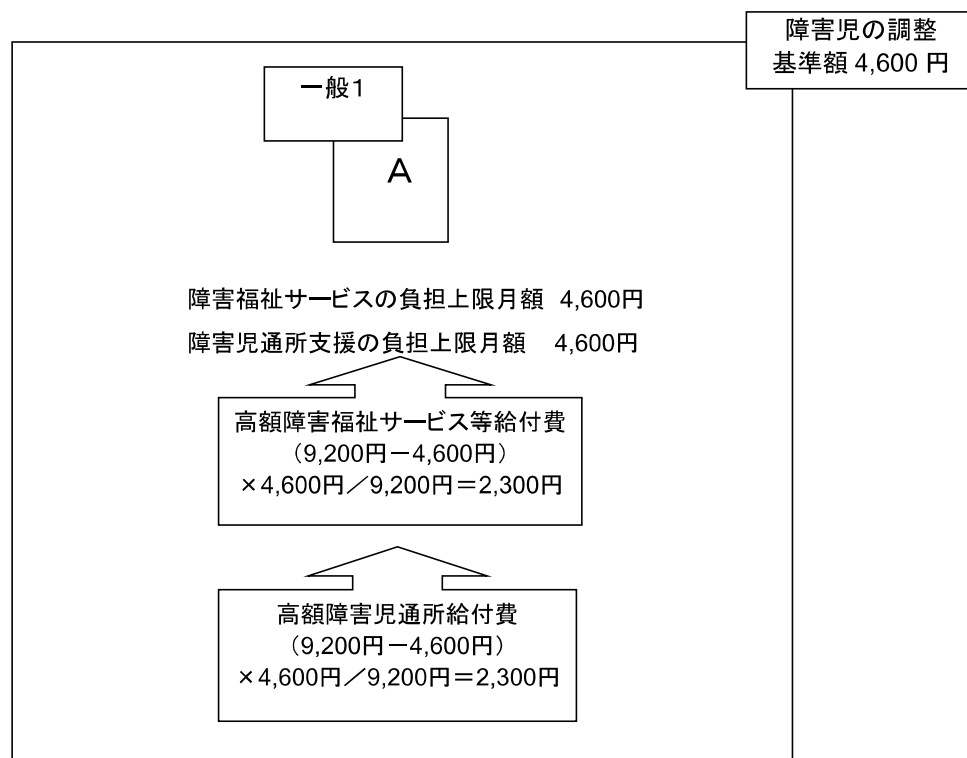 障害児の調整
基準額 4,600 円
一般1
A
障害福祉サービスの負担上限月額 4,600円
障害児通所支援の負担上限月額 4,600円
高額障害福祉サービス等給付費
(9,200円－4,600円)
×4,600円／9,200円＝2,300円
高額障害児通所給付費
(9,200円－4,600円)
×4,600円／9,200円＝2,300円